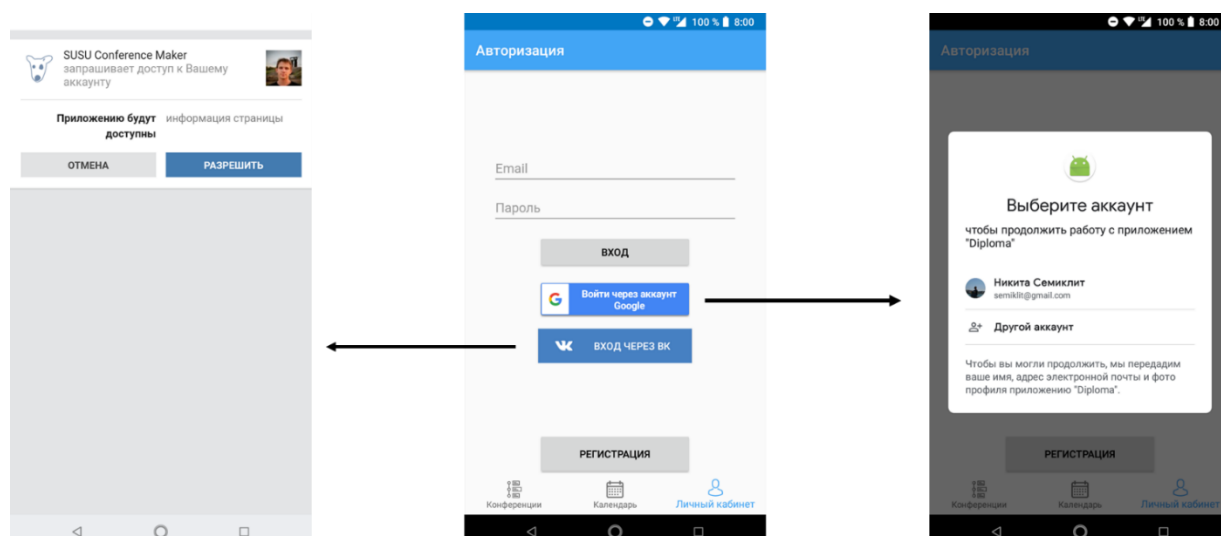 SUSU Conference Maker
запрашивает доступ к Вашему
аккаунту
Приложению будут доступны
информация страницы
ОТМЕНА
РАЗРЕШИТЬ
100 % 8:00
Авторизация
Email
Пароль
ВХОД
Войти через аккаунт
Google
ВХОД ЧЕРЕЗ ВК
РЕГИСТРАЦИЯ
Конференции
Календарь
Личный кабинет
100 % 8:00
Авторизация
Выберите аккаунт
чтобы продолжить работу с приложением
"Diploma"
Никита Семиклит
semiklit@gmail.com
Другой аккаунт
Чтобы вы могли продолжить, мы передадим
ваше имя, адрес электронной почты и фото
профиля приложению "Diploma".
РЕГИСТРАЦИЯ
Конференции
Календарь
Личный кабинет